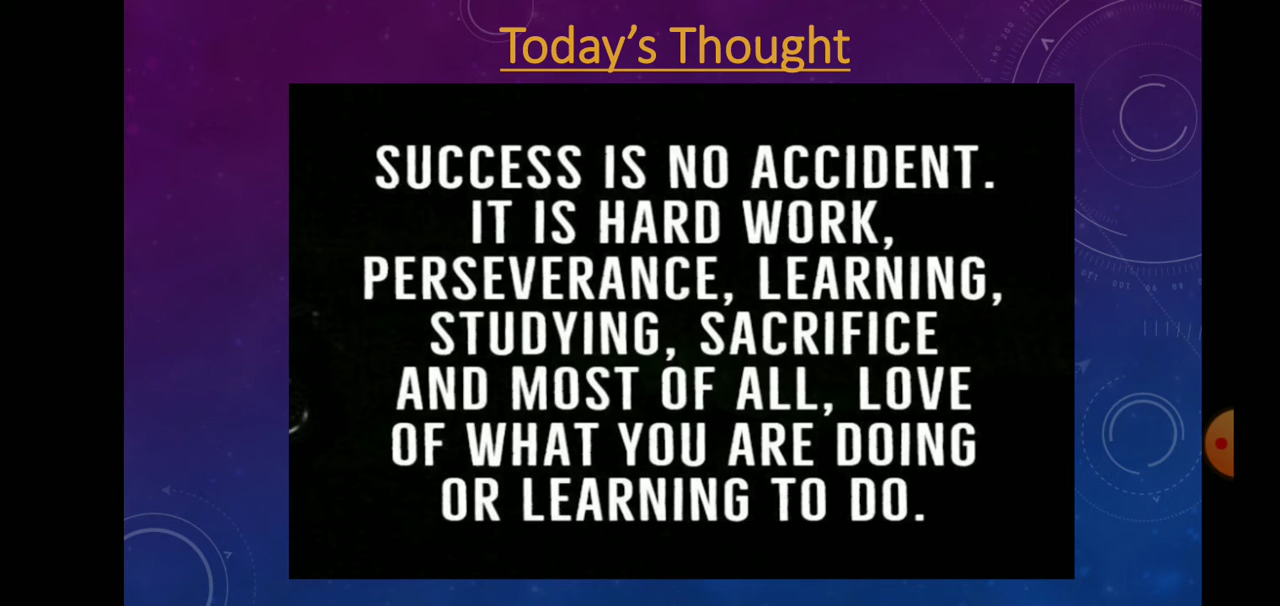 Today's Thought
SUCCESS IS NO ACCIDENT.
IT IS HARD WORK,
PERSEVERANCE, LEARNING,
STUDYING, SACRIFICE
AND MOST OF ALL, LOVE
OF WHAT YOU ARE DOING
OR LEARNING TO DO.